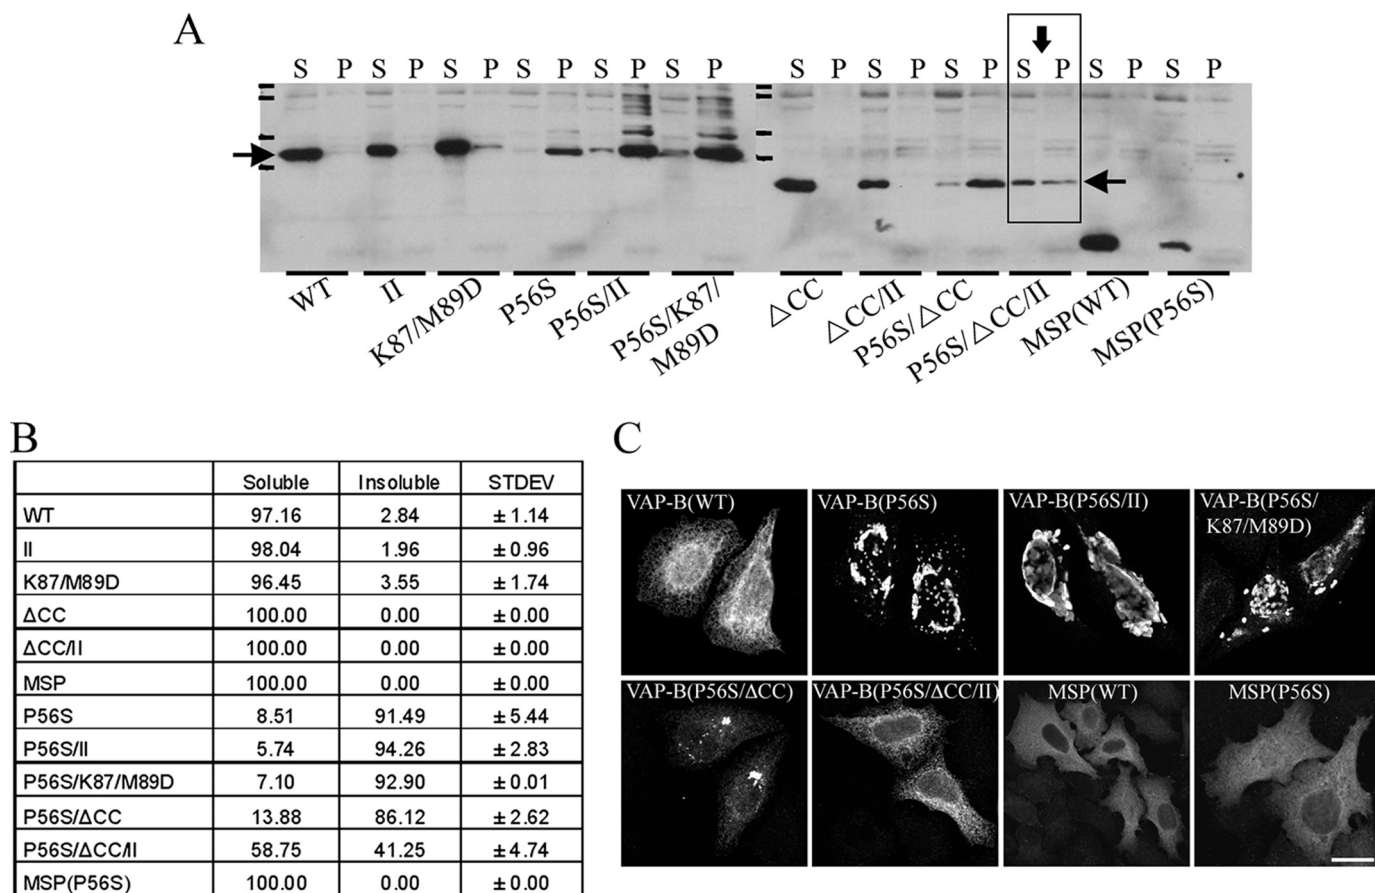 A
S P S P S P S P S P S P S P S P S P S P S P S P
WT
II
K87/M89D
P56S
P56S/II
P56S/K87/
M89D
△CC
△CC/II
P56S/△CC
P56S/△CC/II
MSP(WT)
MSP(P56S)
B
Soluble Insoluble STDEV
WT 97.16 2.84 ±1.14
II 98.04 1.96 ±0.96
K87/M89D 96.45 3.55 ±1.74
ΔCC 100.00 0.00 ±0.00
ΔCC/II 100.00 0.00 ±0.00
MSP 100.00 0.00 ±0.00
P56S 8.51 91.49 ±5.44
P56S/II 5.74 94.26 ±2.83
P56S/K87/M89D 7.10 92.90 ±0.01
P56S/ΔCC 13.88 86.12 ±2.62
P56S/ΔCC/II 58.75 41.25 ±4.74
MSP(P56S) 100.00 0.00 ±0.00
C
VAP-B(WT)
VAP-B(P56S)
VAP-B(P56S/II)
VAP-B(P56S/
K87/M89D)
VAP-B(P56S/ΔCC)
VAP-B(P56S/ΔCC/II)
MSP(WT)
MSP(P56S)